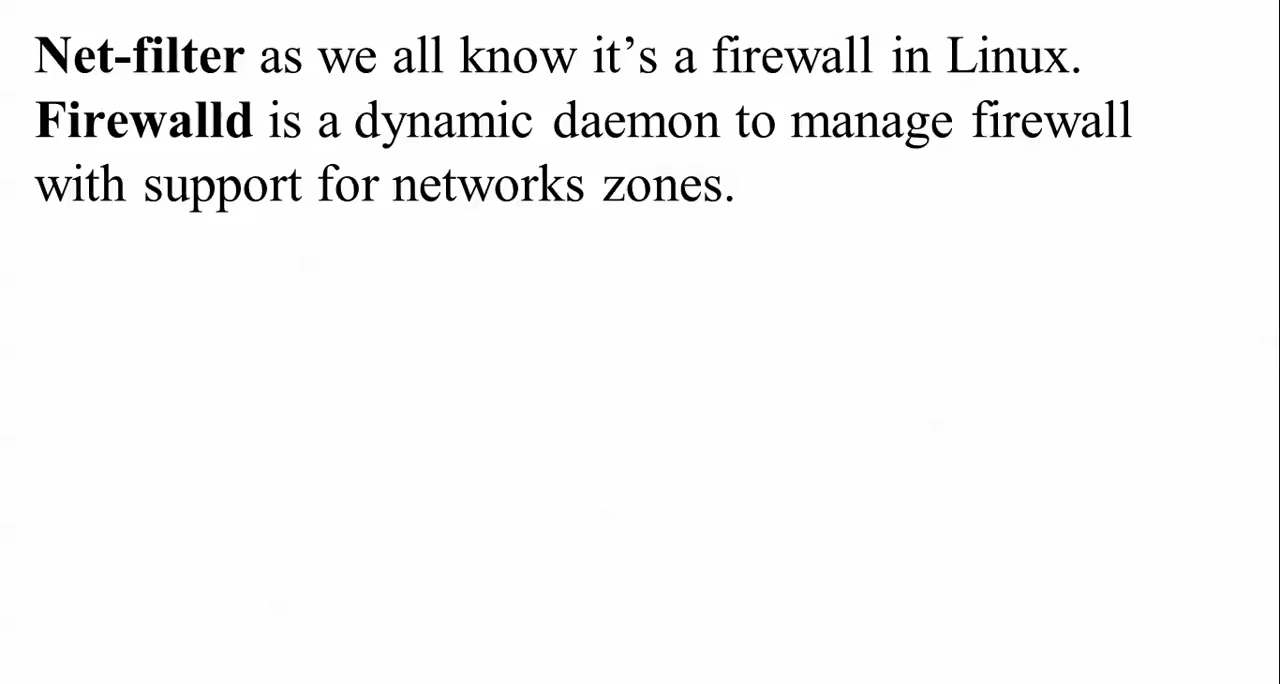 Net-filter as we all know it’s a firewall in Linux.
Firewalld is a dynamic daemon to manage firewall
with support for networks zones.